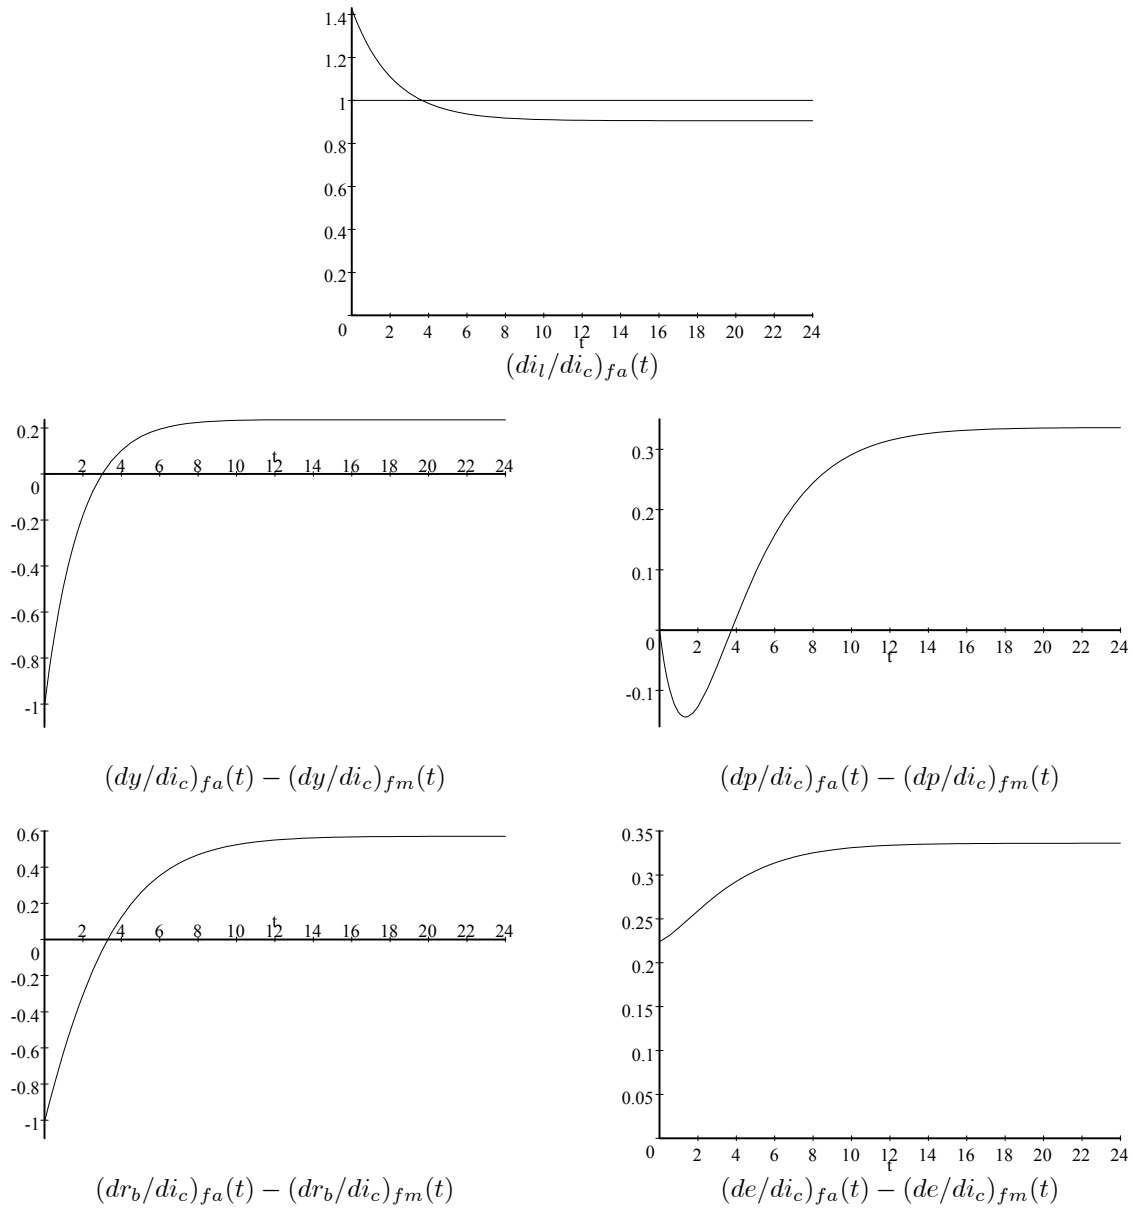 1.4
1.2
1
0.8
0.6
0.4
0.2
0 2 4 6 8 10 12 14 16 18 20 22 24
t
(di_l/di_c)_{fa}(t)
0.2
t
2 4 6 8 10 12 14 16 18 20 22 24
0
-0.2
-0.4
-0.6
-0.8
-1
(dy/di_c)_{fa}(t) − (dy/di_c)_{fm}(t)
0.3
0.2
0.1
0 2 4 6 8 10 12 14 16 18 20 22 24
t
-0.1
(dp/di_c)_{fa}(t) − (dp/di_c)_{fm}(t)
0.6
0.4
0.2
t
2 4 6 8 10 12 14 16 18 20 22 24
0
-0.2
-0.4
-0.6
-0.8
-1
(dr_b/di_c)_{fa}(t) − (dr_b/di_c)_{fm}(t)
0.35
0.3
0.25
0.2
0.15
0.1
0.05
0 2 4 6 8 10 12 14 16 18 20 22 24
t
(de/di_c)_{fa}(t) − (de/di_c)_{fm}(t)